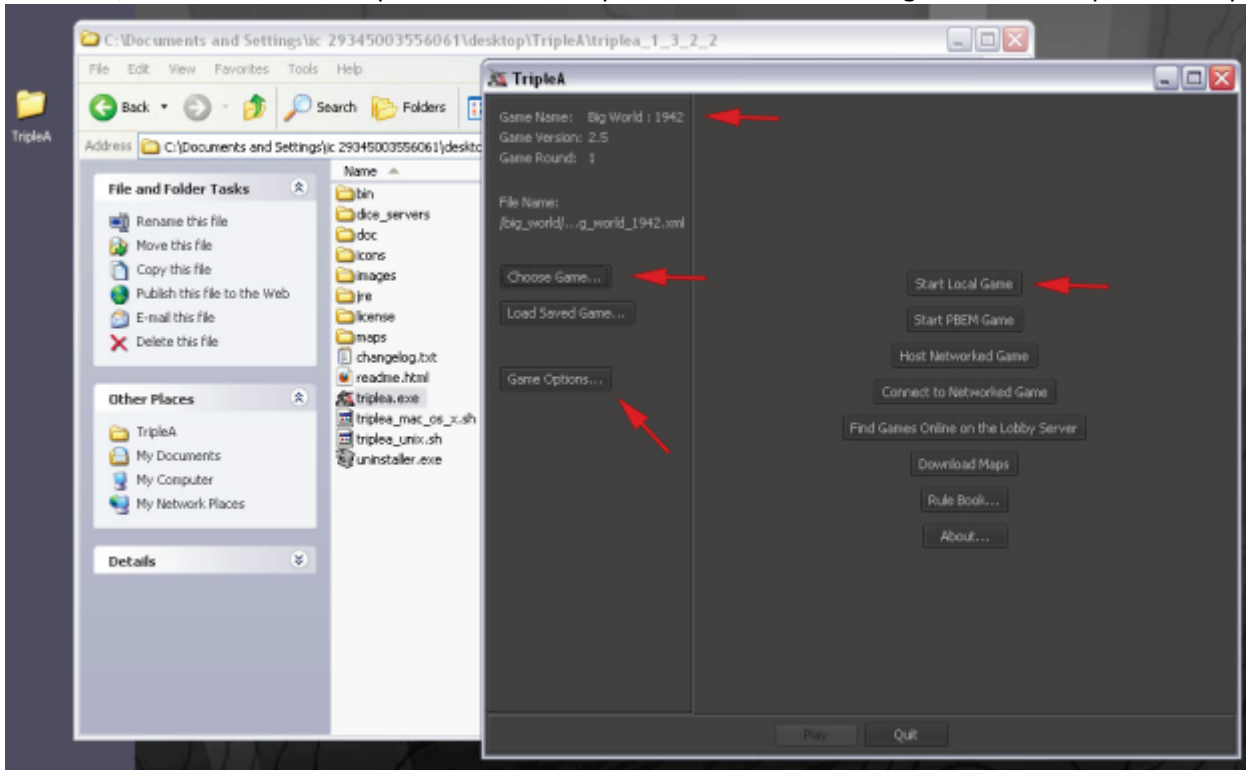 TripleA
C:\Documents and Settings\ic 29345003556061\desktop\TripleA\triplea_1_3_2_2
File Edit View Favorites Tools Help
Back Search Folders
Address C:\Documents and Settings\ic 29345003556061\deskto
File and Folder Tasks
Rename this file
Move this file
Copy this file
Publish this file to the Web
E-mail this file
Delete this file
Other Places
TripleA
My Documents
My Computer
My Network Places
Details
Name
bin
dice_servers
doc
icons
images
jre
license
maps
changelog.txt
readme.html
triplea.exe
triplea_mac_os_x.sh
triplea_unix.sh
uninstaller.exe
TripleA
Game Name: Big World : 1942
Game Version: 2.5
Game Round: 1
File Name:
/big_world/...g_world_1942.xml
Choose Game...
Load Saved Game...
Game Options...
Start Local Game
Start PBEM Game
Host Networked Game
Connect to Networked Game
Find Games Online on the Lobby Server
Download Maps
Rule Book...
About...
Play Quit